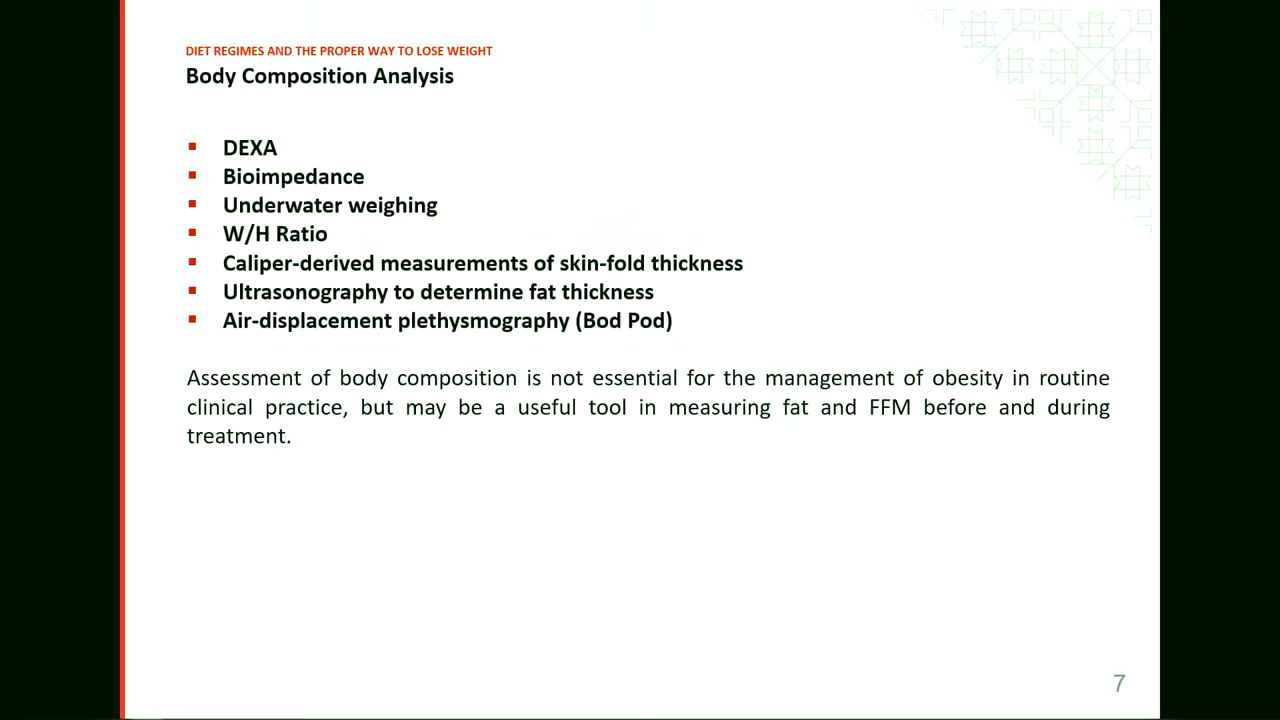 DIET REGIMES AND THE PROPER WAY TO LOSE WEIGHT
Body Composition Analysis
▪ DEXA
▪ Bioimpedance
▪ Underwater weighing
▪ W/H Ratio
▪ Caliper-derived measurements of skin-fold thickness
▪ Ultrasonography to determine fat thickness
▪ Air-displacement plethysmography (Bod Pod)
Assessment of body composition is not essential for the management of obesity in routine
clinical practice, but may be a useful tool in measuring fat and FFM before and during
treatment.
7